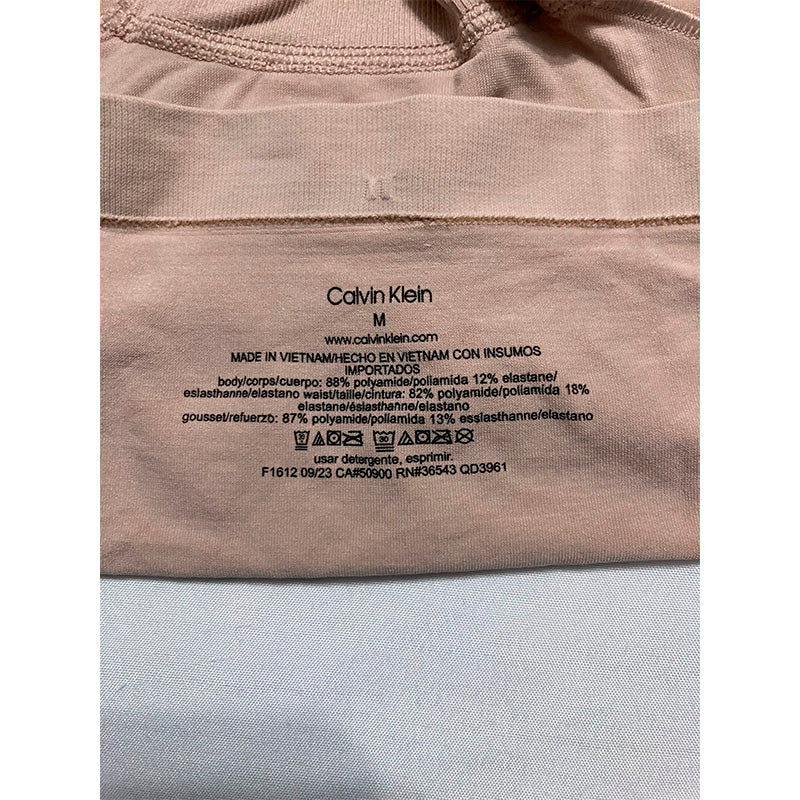 Calvin Klein
M
www.calvinklein.com
MADE IN VIETNAM/HECHO EN VIETNAM CON INSUMOS
IMPORTADOS
body/corps/cuerpo: 88% polyamide/poliamida 12% elastane/
eslasthanne/elastano waist/taille/cintura: 82% polyamide/poliamida 18%
elastane/éslasthanne/elastano
gousset/refuerzo: 87% polyamide/poliamida 13% esslasthanne/elastano
usar detergente, esprimir.
F1612 09/23 CA#50900 RN#36543 QD3961